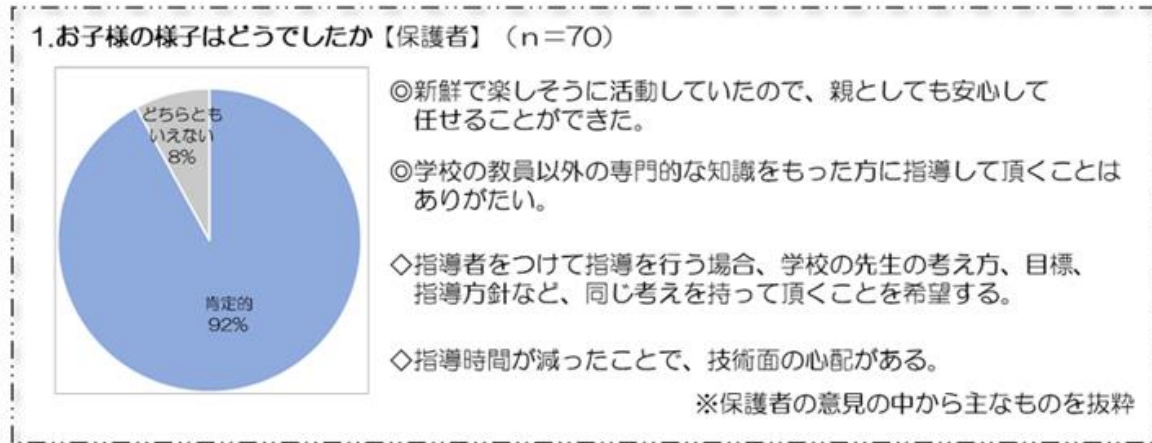 1.お子様の様子はどうでしたか【保護者】（n＝70）
どちらとも
いえない
8%
肯定的
92%
◎新鮮で楽しそうに活動していたので、親としても安心して
任せることができた。
◎学校の教員以外の専門的な知識をもった方に指導して頂くことは
ありがたい。
◇指導者をつけて指導を行う場合、学校の先生の考え方、目標、
指導方針など、同じ考えを持って頂くことを希望する。
◇指導時間が減ったことで、技術面の心配がある。
※保護者の意見の中から主なものを抜粋